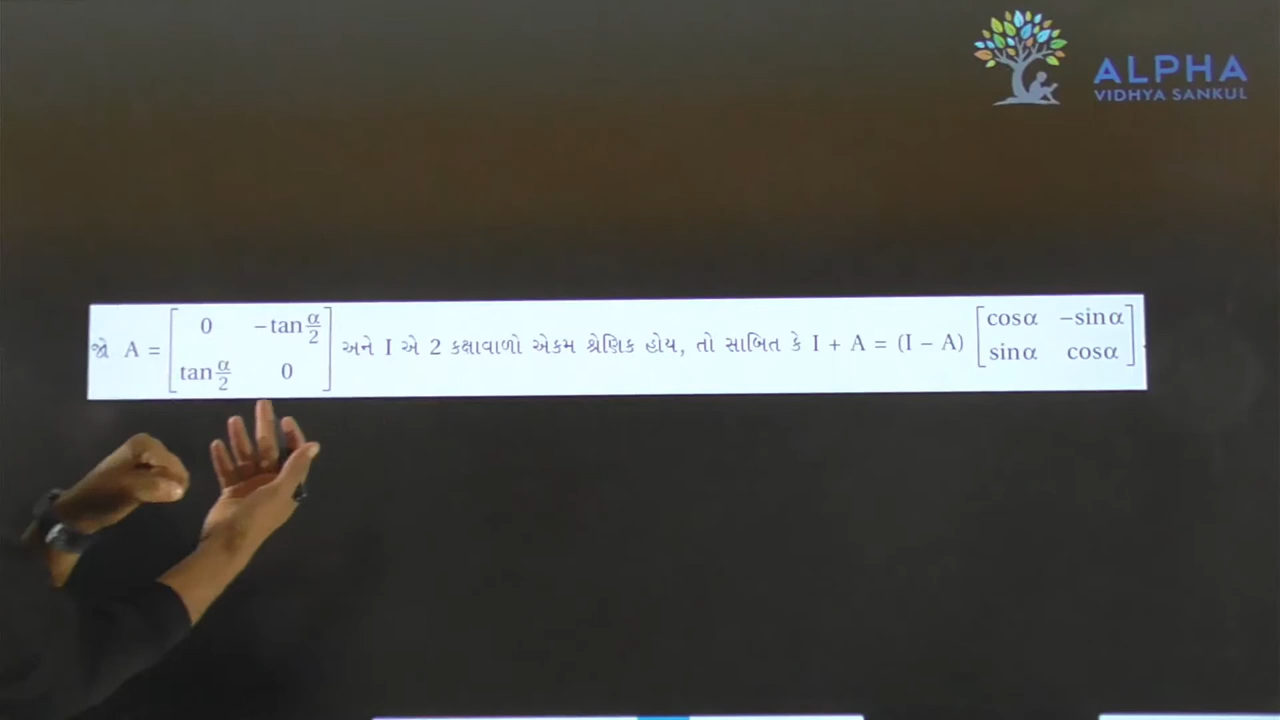 ALPHA
VIDHYA SANKUL
જો A = [ 0 −tan α/2 ; tan α/2 0 ] અને I એ 2 કક્ષાવાળો એકમ શ્રેણિક હોય, તો સાબિત કે I + A = (I − A) [ cosα −sinα ; sinα cosα ]